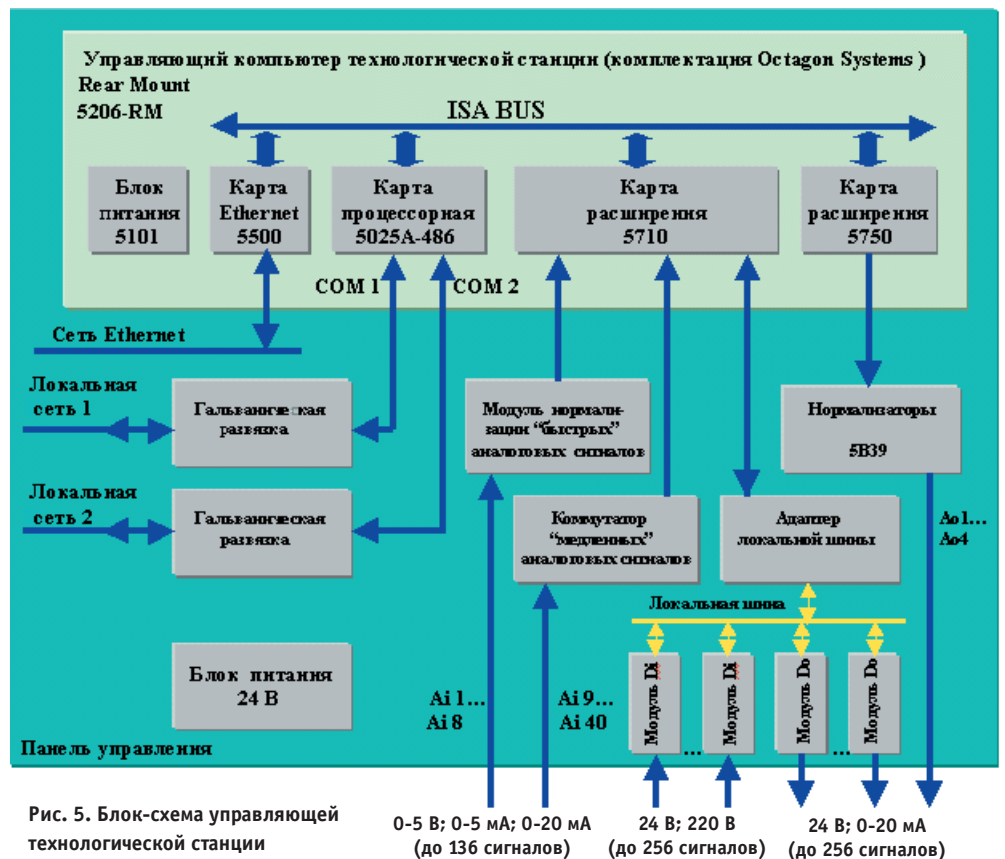 Управляющий компьютер технологической станции (комплектация Octagon Systems )
Rear Mount
5206-RM
ISA BUS
Блок
питания
5101
Карта
Ethernet
5500
Карта
процессорная
5025A-486
Карта
расширения
5710
Карта
расширения
5750
COM 1
COM 2
Сеть Ethernet
Локальная
сеть 1
Гальваническая
развязка
Модуль нормали-
зации “быстрых”
аналоговых сигналов
Нормализаторы
5B39
Локальная
сеть 2
Гальваническая
развязка
Коммутатор
“медленных”
аналоговых сигналов
Адаптер
локальной шины
Ao1...
Ao4
Локальная шина
Блок питания
24 В
Ai 1...
Ai 8
Ai 9...
Ai 40
Модуль Di
...
Модуль Di
Модуль Do
...
Модуль Do
Панель управления
Рис. 5. Блок-схема управляющей
технологической станции
0-5 В; 0-5 мА; 0-20 мА
(до 136 сигналов)
24 В; 220 В
(до 256 сигналов)
24 В; 0-20 мА
(до 256 сигналов)